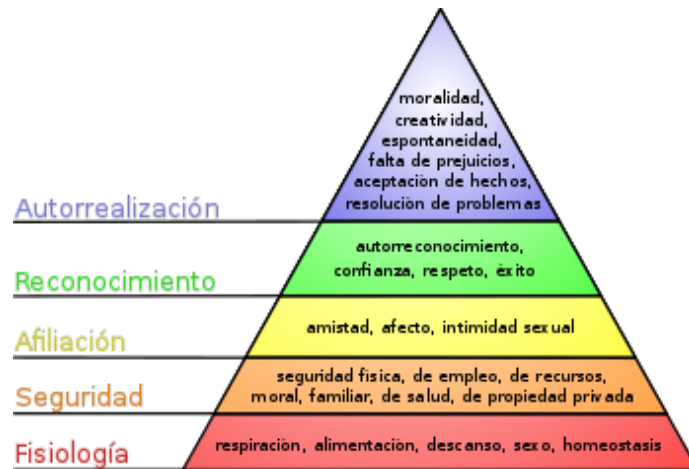 moralidad,
creatividad,
espontaneidad,
falta de prejuicios,
aceptación de hechos,
resolución de problemas
Autorrealización
autorreconocimiento,
confianza, respeto, éxito
Reconocimiento
amistad, afecto, intimidad sexual
Afiliación
seguridad física, de empleo, de recursos,
moral, familiar, de salud, de propiedad privada
Seguridad
respiración, alimentación, descanso, sexo, homeostasis
Fisiología